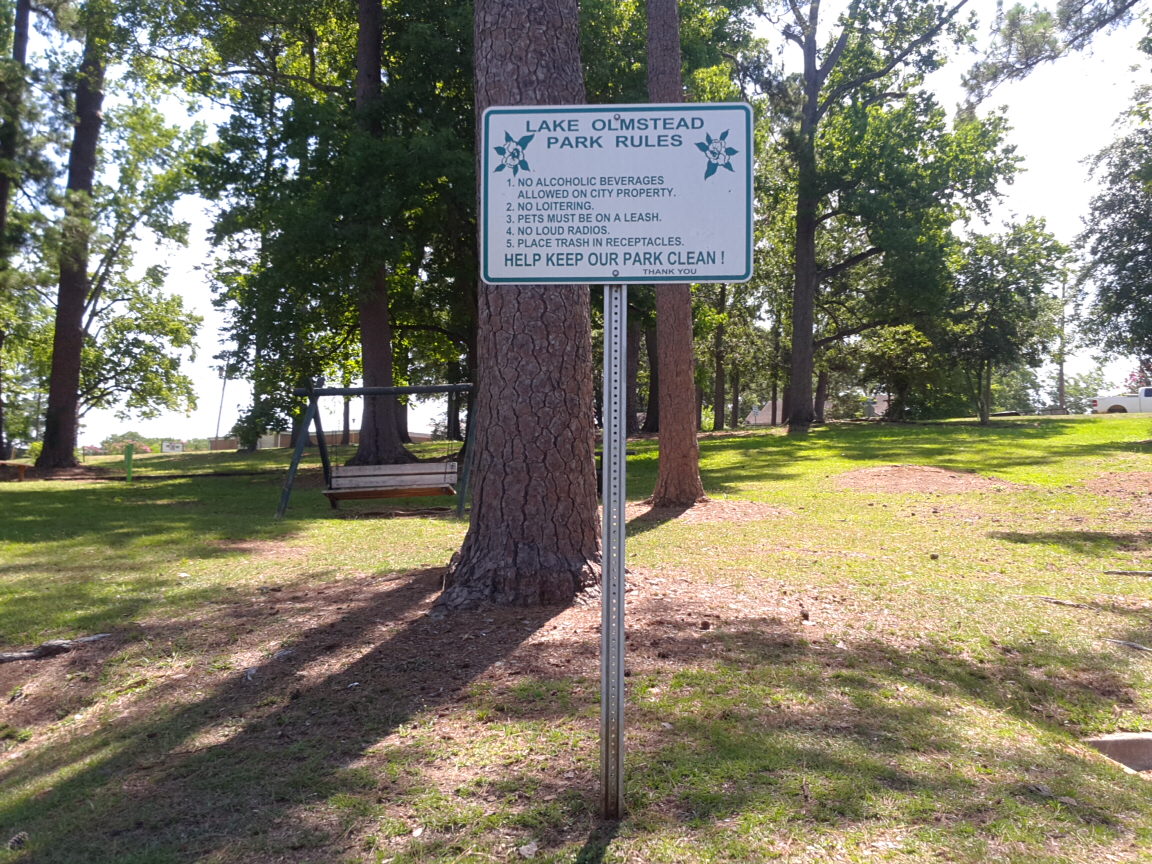 LAKE OLMSTEAD
PARK RULES
1. NO ALCOHOLIC BEVERAGES
ALLOWED ON CITY PROPERTY.
2. NO LOITERING.
3. PETS MUST BE ON A LEASH.
4. NO LOUD RADIOS.
5. PLACE TRASH IN RECEPTACLES.
HELP KEEP OUR PARK CLEAN !
THANK YOU